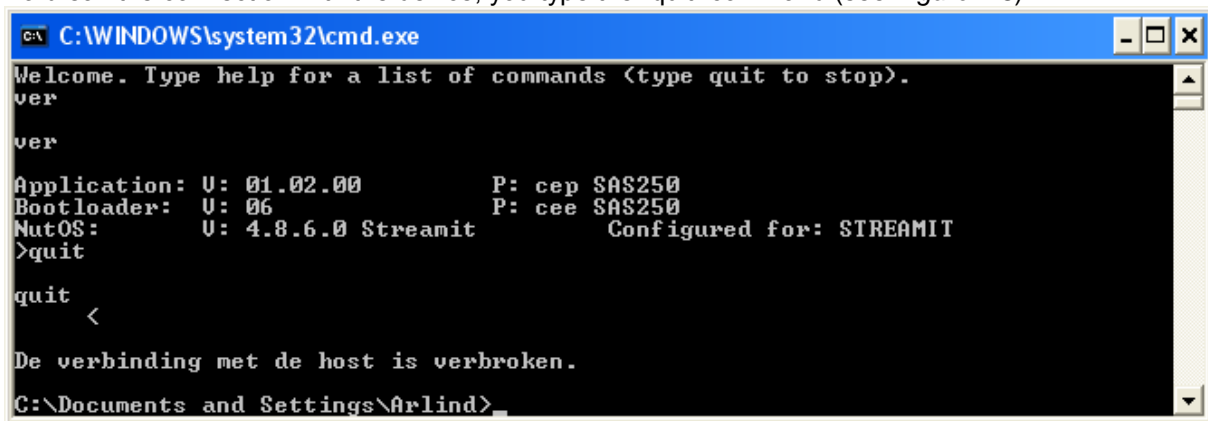 C:\WINDOWS\system32\cmd.exe
Welcome. Type help for a list of commands (type quit to stop).
ver
ver
Application: V: 01.02.00 P: cep SAS250
Bootloader: V: 06 P: cee SAS250
NutOS: V: 4.8.6.0 Streamit Configured for: STREAMIT
>quit
quit
<
De verbinding met de host is verbroken.
C:\Documents and Settings\Arlind>_